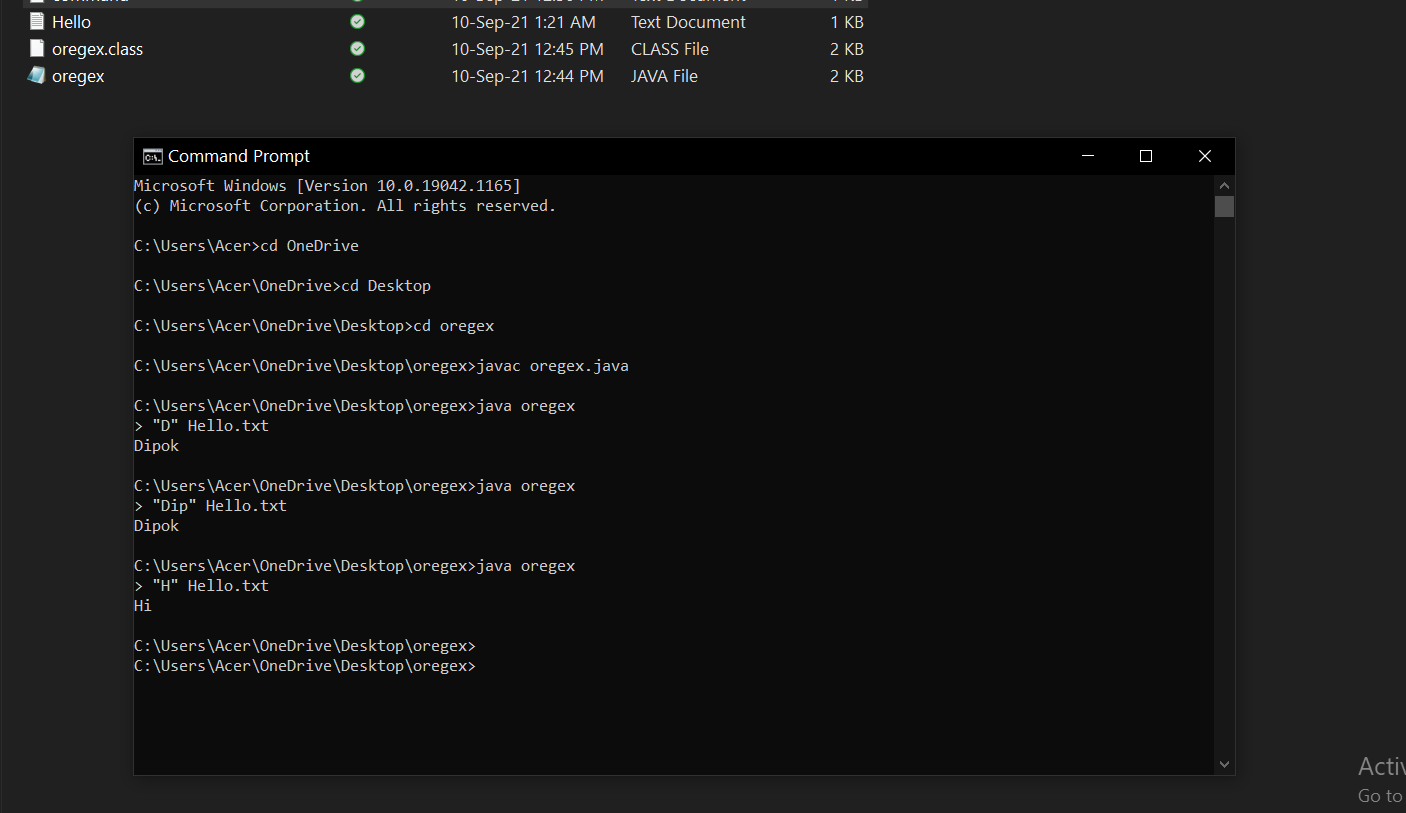 Hello 10-Sep-21 1:21 AM Text Document 1 KB
oregex.class 10-Sep-21 12:45 PM CLASS File 2 KB
oregex 10-Sep-21 12:44 PM JAVA File 2 KB
Command Prompt
Microsoft Windows [Version 10.0.19042.1165]
(c) Microsoft Corporation. All rights reserved.
C:\Users\Acer>cd OneDrive
C:\Users\Acer\OneDrive>cd Desktop
C:\Users\Acer\OneDrive\Desktop>cd oregex
C:\Users\Acer\OneDrive\Desktop\oregex>javac oregex.java
C:\Users\Acer\OneDrive\Desktop\oregex>java oregex
> "D" Hello.txt
Dipok
C:\Users\Acer\OneDrive\Desktop\oregex>java oregex
> "Dip" Hello.txt
Dipok
C:\Users\Acer\OneDrive\Desktop\oregex>java oregex
> "H" Hello.txt
Hi
C:\Users\Acer\OneDrive\Desktop\oregex>
C:\Users\Acer\OneDrive\Desktop\oregex>
Activ
Go to